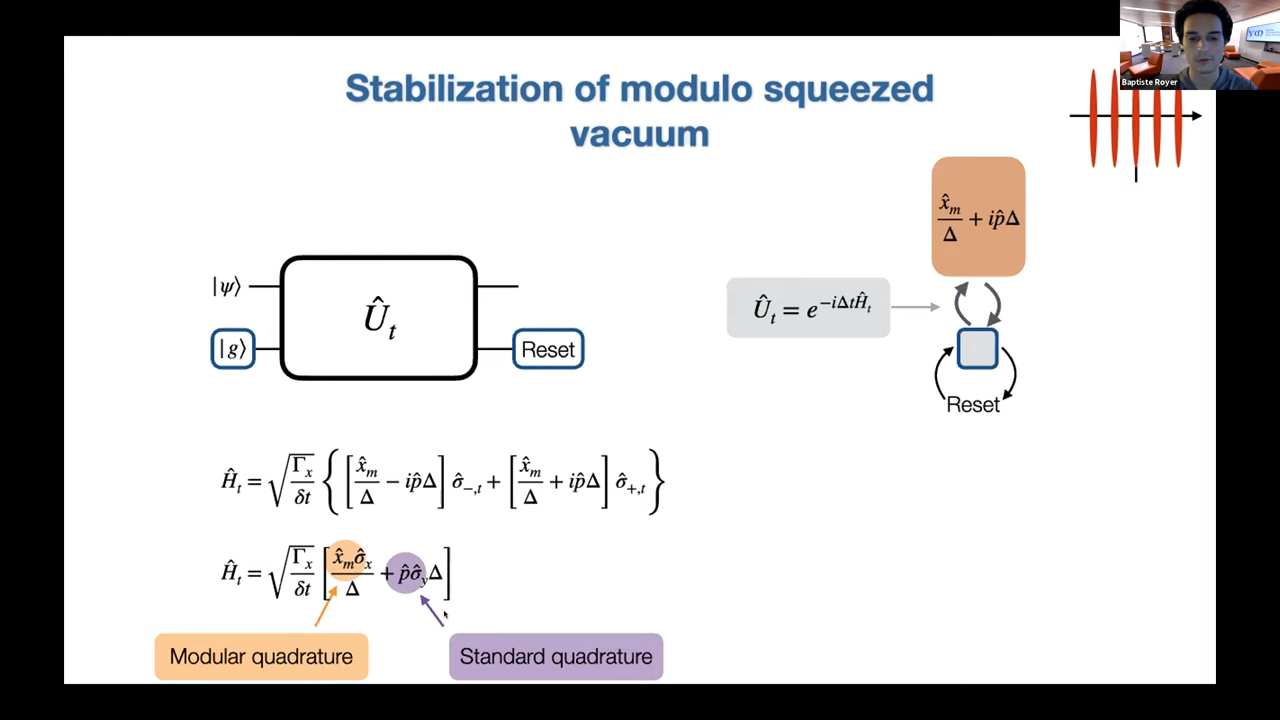 Stabilization of modulo squeezed
vacuum
Baptiste Royer
|ψ⟩
Û_t
|g⟩
Reset
x̂_m/Δ + ip̂Δ
Û_t = e^{−iΔtĤ_t}
Reset
Ĥ_t = √(Γ_x/δt) { [x̂_m/Δ − ip̂Δ] σ̂_{−,t} + [x̂_m/Δ + ip̂Δ] σ̂_{+,t} }
Ĥ_t = √(Γ_x/δt) [x̂_m σ̂_x/Δ + p̂σ̂_yΔ]
Modular quadrature
Standard quadrature